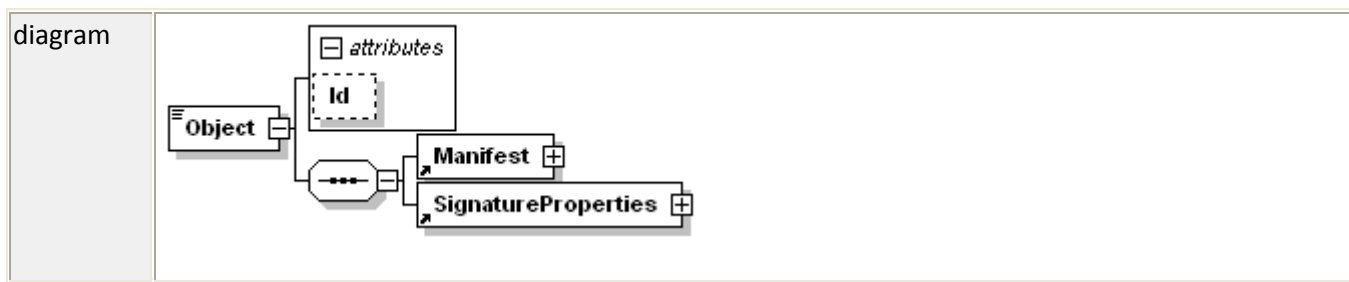 diagram
attributes
Id
Object
Manifest
SignatureProperties